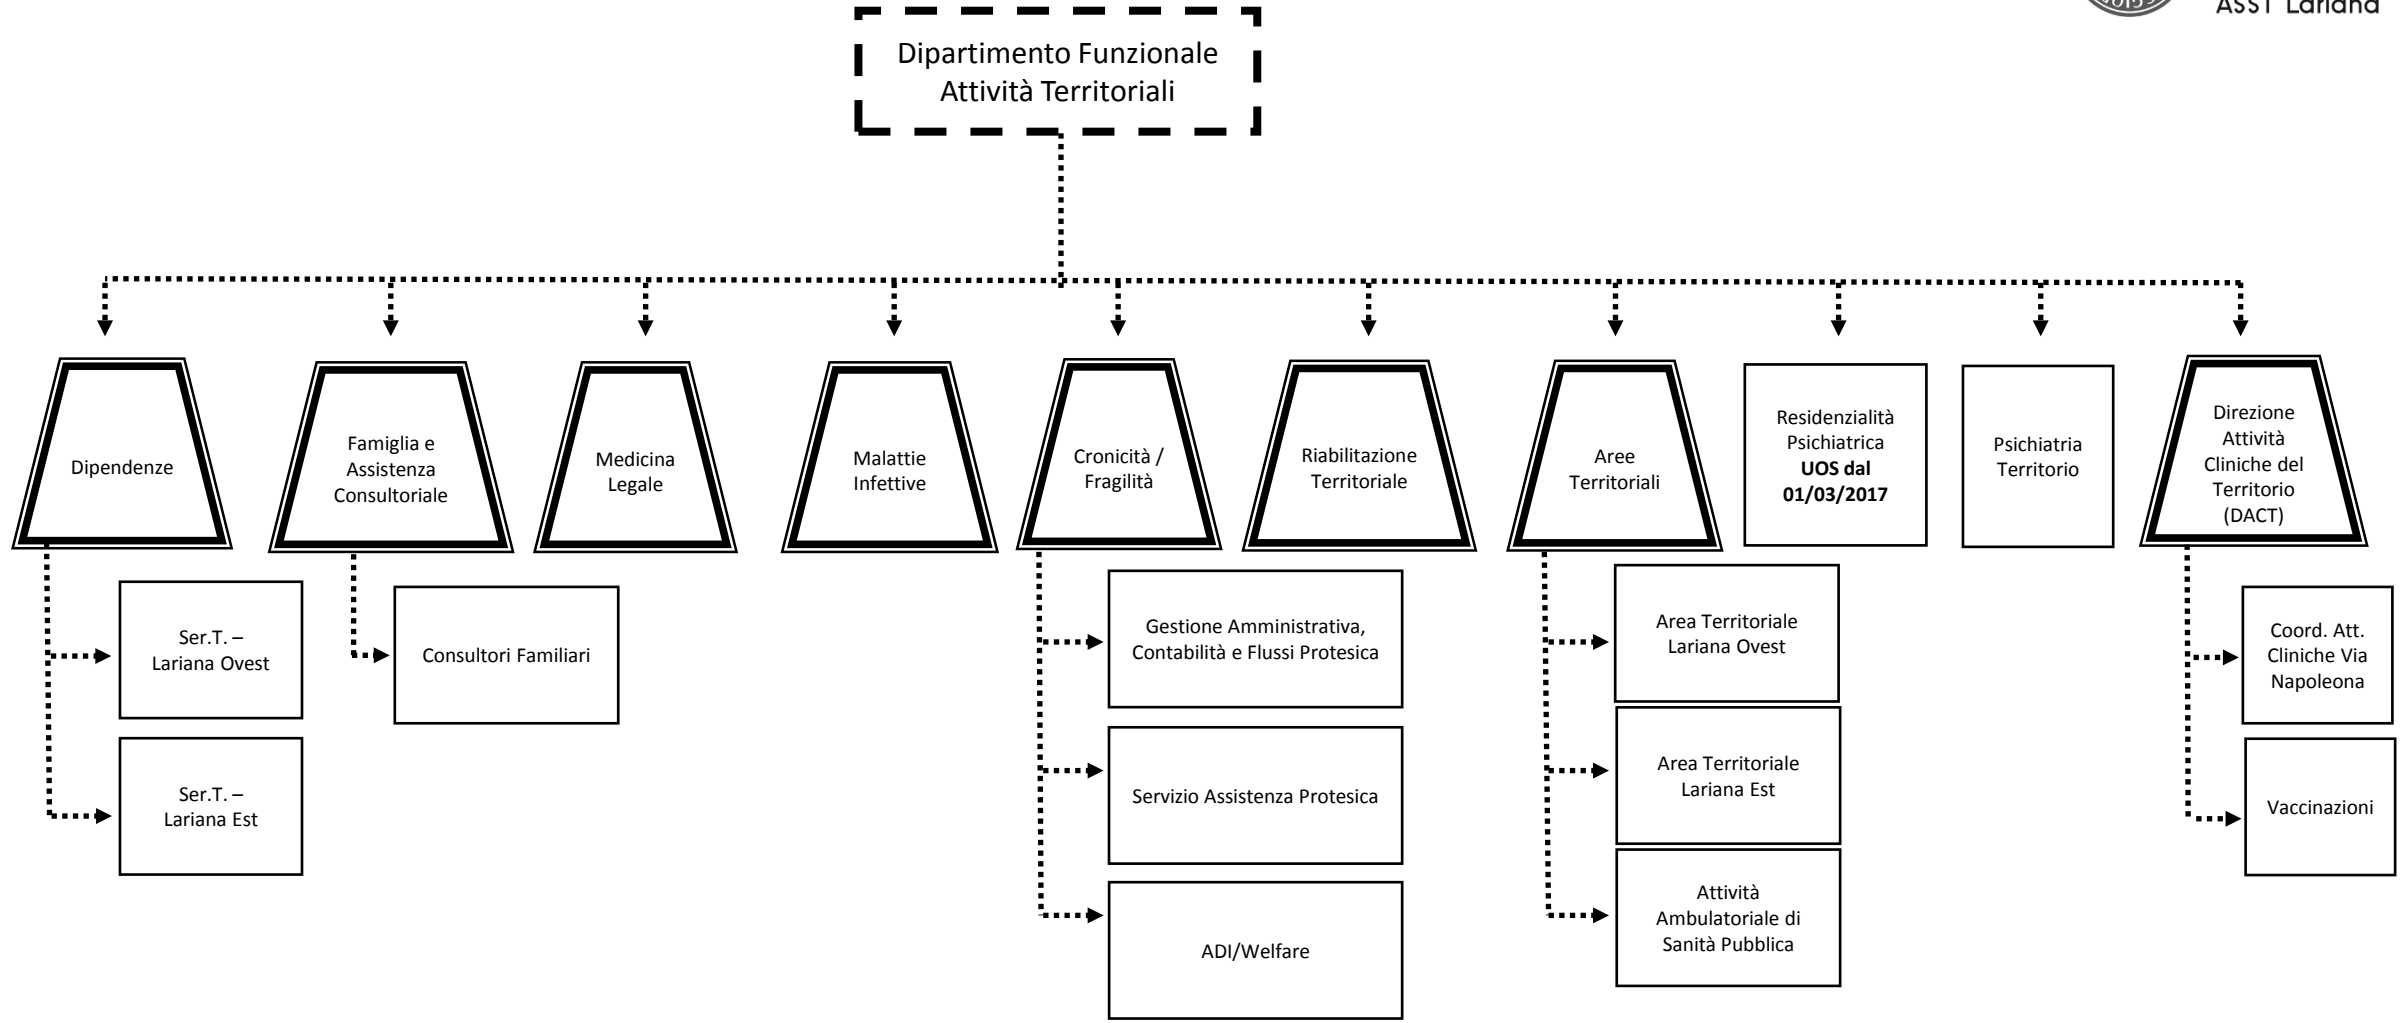 ASST Lariana
Dipartimento Funzionale
Attività Territoriali
Dipendenze
Famiglia e
Assistenza
Consultoriale
Medicina
Legale
Malattie
Infettive
Cronicità /
Fragilità
Riabilitazione
Territoriale
Aree
Territoriali
Residenzialità
Psichiatrica
UOS dal
01/03/2017
Psichiatria
Territorio
Direzione
Attività
Cliniche del
Territorio
(DACT)
Ser.T. –
Lariana Ovest
Ser.T. –
Lariana Est
Consultori Familiari
Gestione Amministrativa,
Contabilità e Flussi Protesica
Servizio Assistenza Protesica
ADI/Welfare
Area Territoriale
Lariana Ovest
Area Territoriale
Lariana Est
Attività
Ambulatoriale di
Sanità Pubblica
Coord. Att.
Cliniche Via
Napoleona
Vaccinazioni